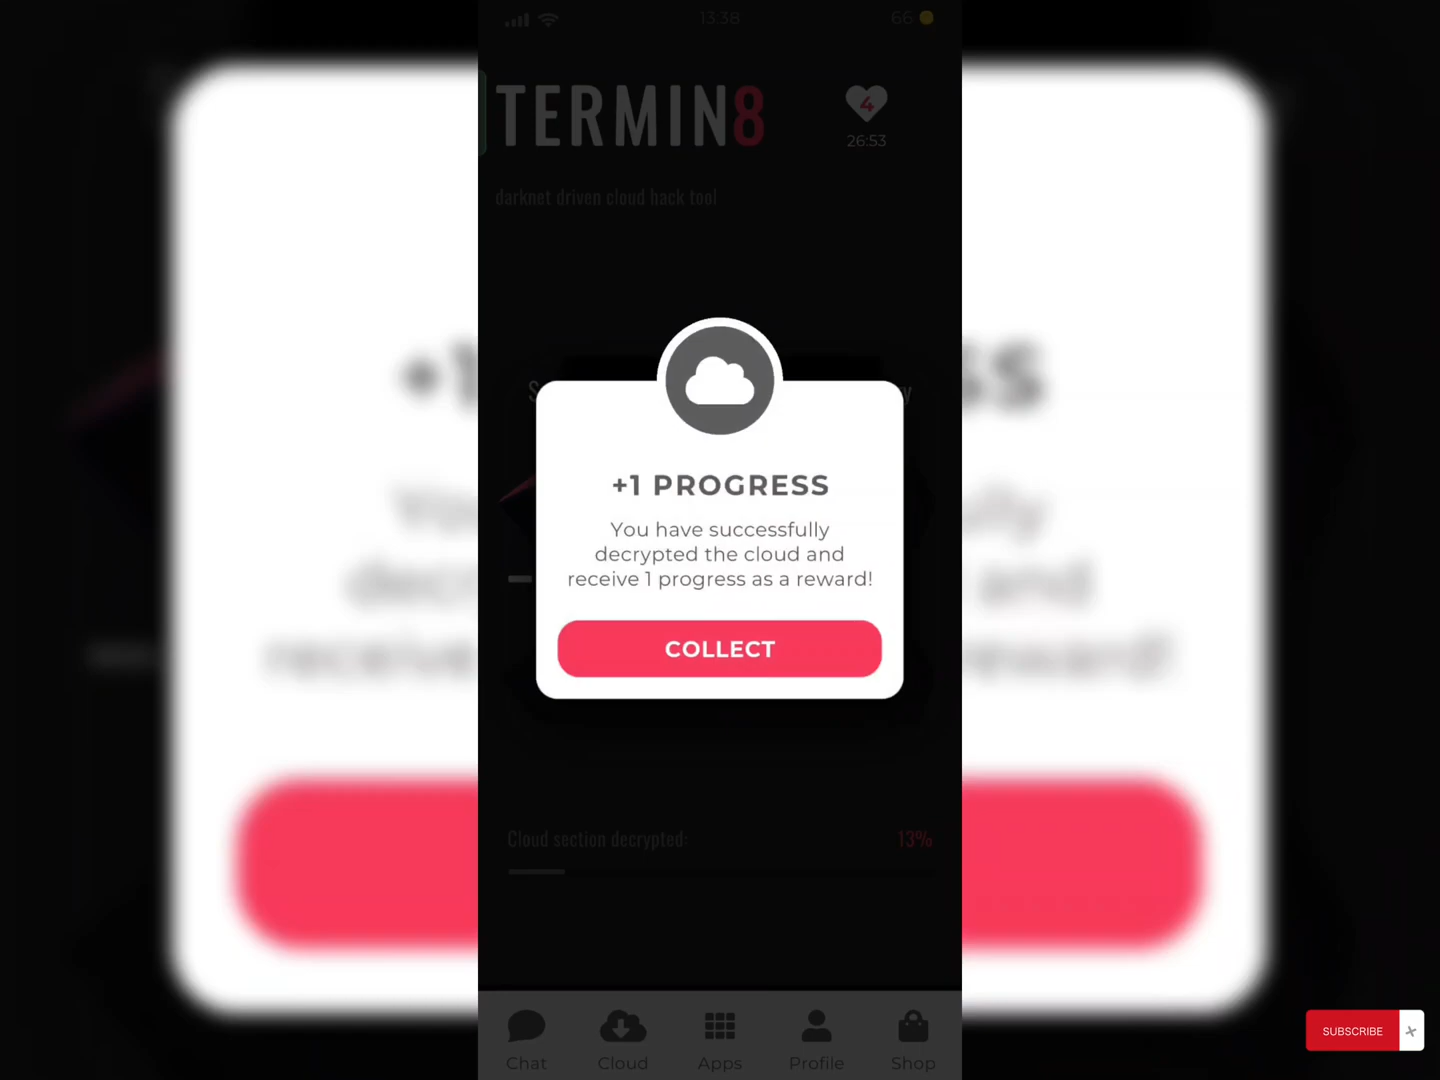 13:38
66
TERMIN8
4
26:53
darknet driven cloud hack tool
+1 PROGRESS
You have successfully
decrypted the cloud and
receive 1 progress as a reward!
COLLECT
Cloud section decrypted:
13%
Chat
Cloud
Apps
Profile
Shop
SUBSCRIBE